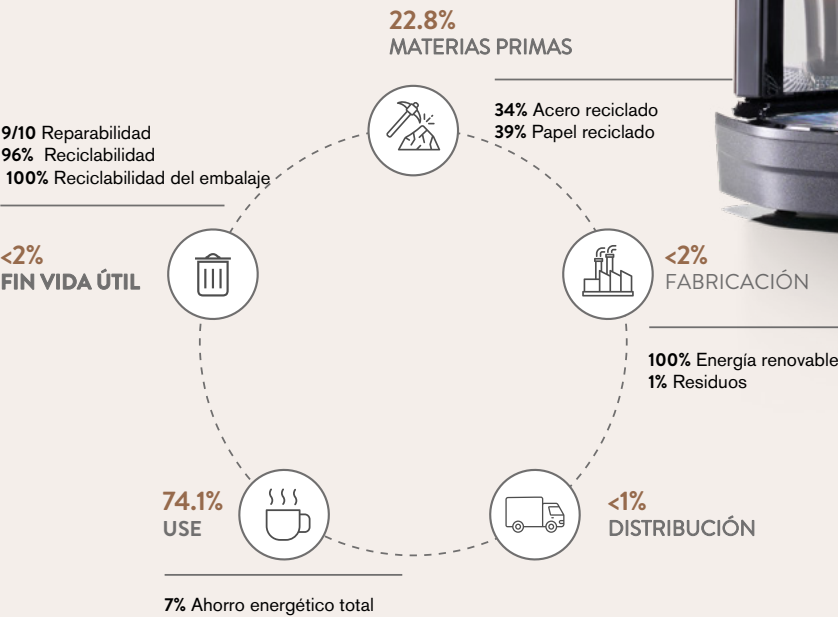 22.8%
MATERIAS PRIMAS
34% Acero reciclado
39% Papel reciclado
9/10 Reparabilidad
96% Reciclabilidad
100% Reciclabilidad del embalaje
<2%
FIN VIDA ÚTIL
<2%
FABRICACIÓN
100% Energía renovable
1% Residuos
74.1%
USE
7% Ahorro energético total
<1%
DISTRIBUCIÓN